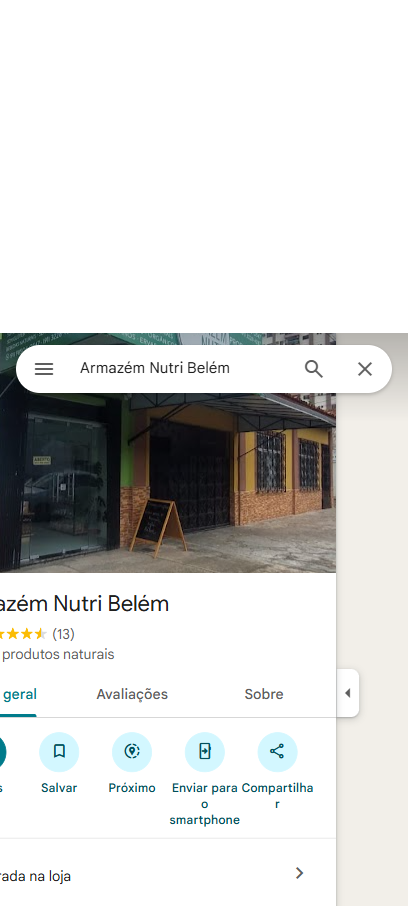 Armazém Nutri Belém
azém Nutri Belém
(13)
produtos naturais
geral
Avaliações
Sobre
s
Salvar
Próximo
Enviar para
o
smartphone
Compartilha
r
rada na loja